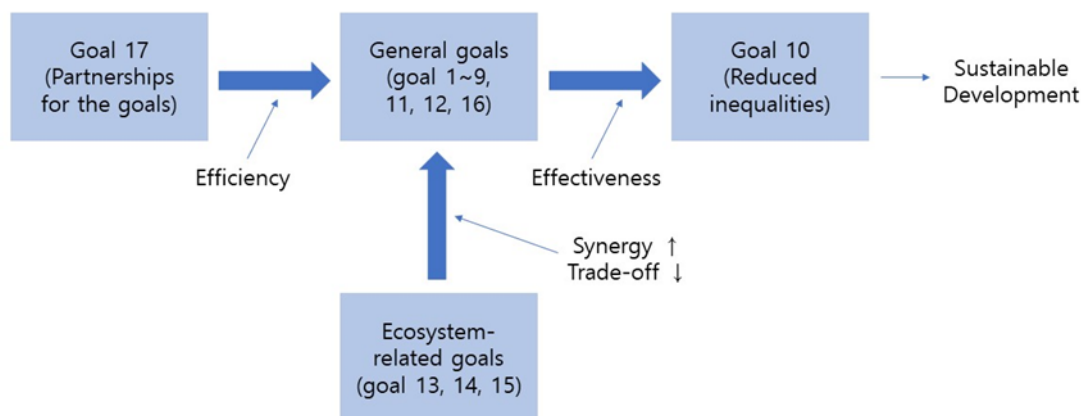 Goal 17
(Partnerships
for the goals)
General goals
(goal 1~9,
11, 12, 16)
Goal 10
(Reduced
inequalities)
Sustainable
Development
Efficiency
Effectiveness
Synergy ↑
Trade-off ↓
Ecosystem-
related goals
(goal 13, 14, 15)